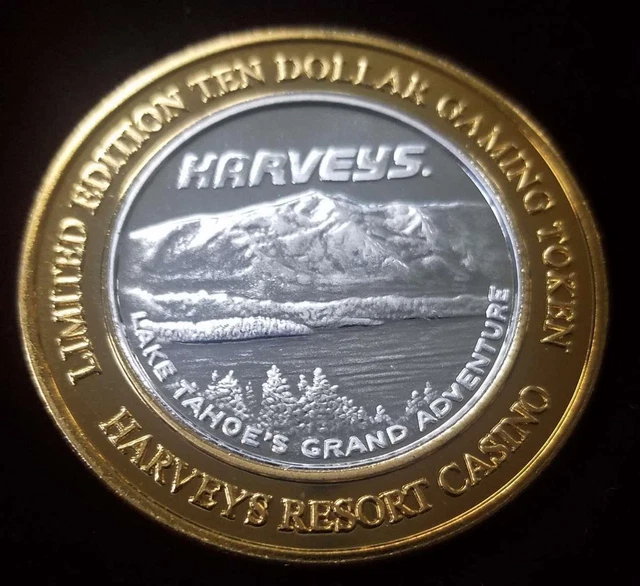 LIMITED EDITION TEN DOLLAR GAMING TOKEN
HARVEYS.
LAKE TAHOE'S GRAND ADVENTURE
HARVEYS RESORT CASINO